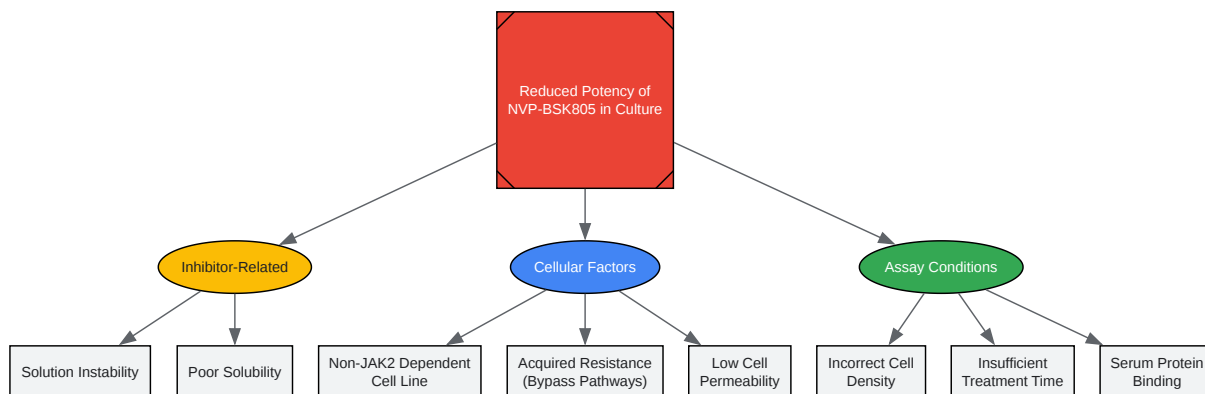 Reduced Potency of
NVP-BSK805 in Culture
Inhibitor-Related
Cellular Factors
Assay Conditions
Solution Instability
Poor Solubility
Non-JAK2 Dependent
Cell Line
Acquired Resistance
(Bypass Pathways)
Low Cell
Permeability
Incorrect Cell
Density
Insufficient
Treatment Time
Serum Protein
Binding